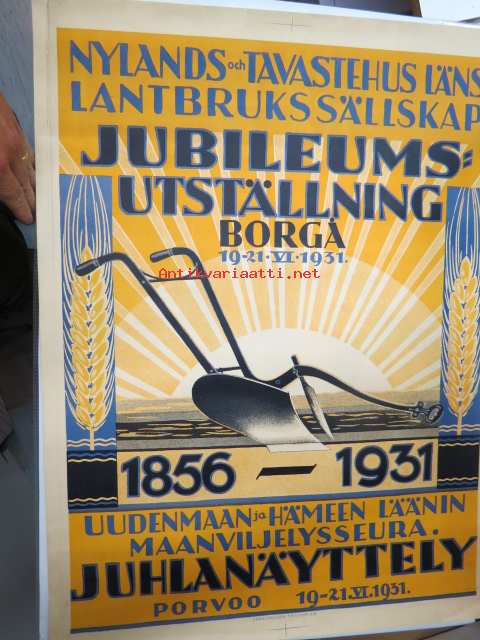 NYLANDS och TAVASTEHUS LÄNS
LANTBRUKSSÄLLSKAP
JUBILEUMS=
UTSTÄLLNING
BORGÅ
19-21·VI·1931.
Antikvariaatti.net
1856 — 1931
UUDENMAAN ja HÄMEEN LÄÄNIN
MAANVILJELYSSEURA.
JUHLANÄYTTELY
PORVOO 19-21.VI.1931.